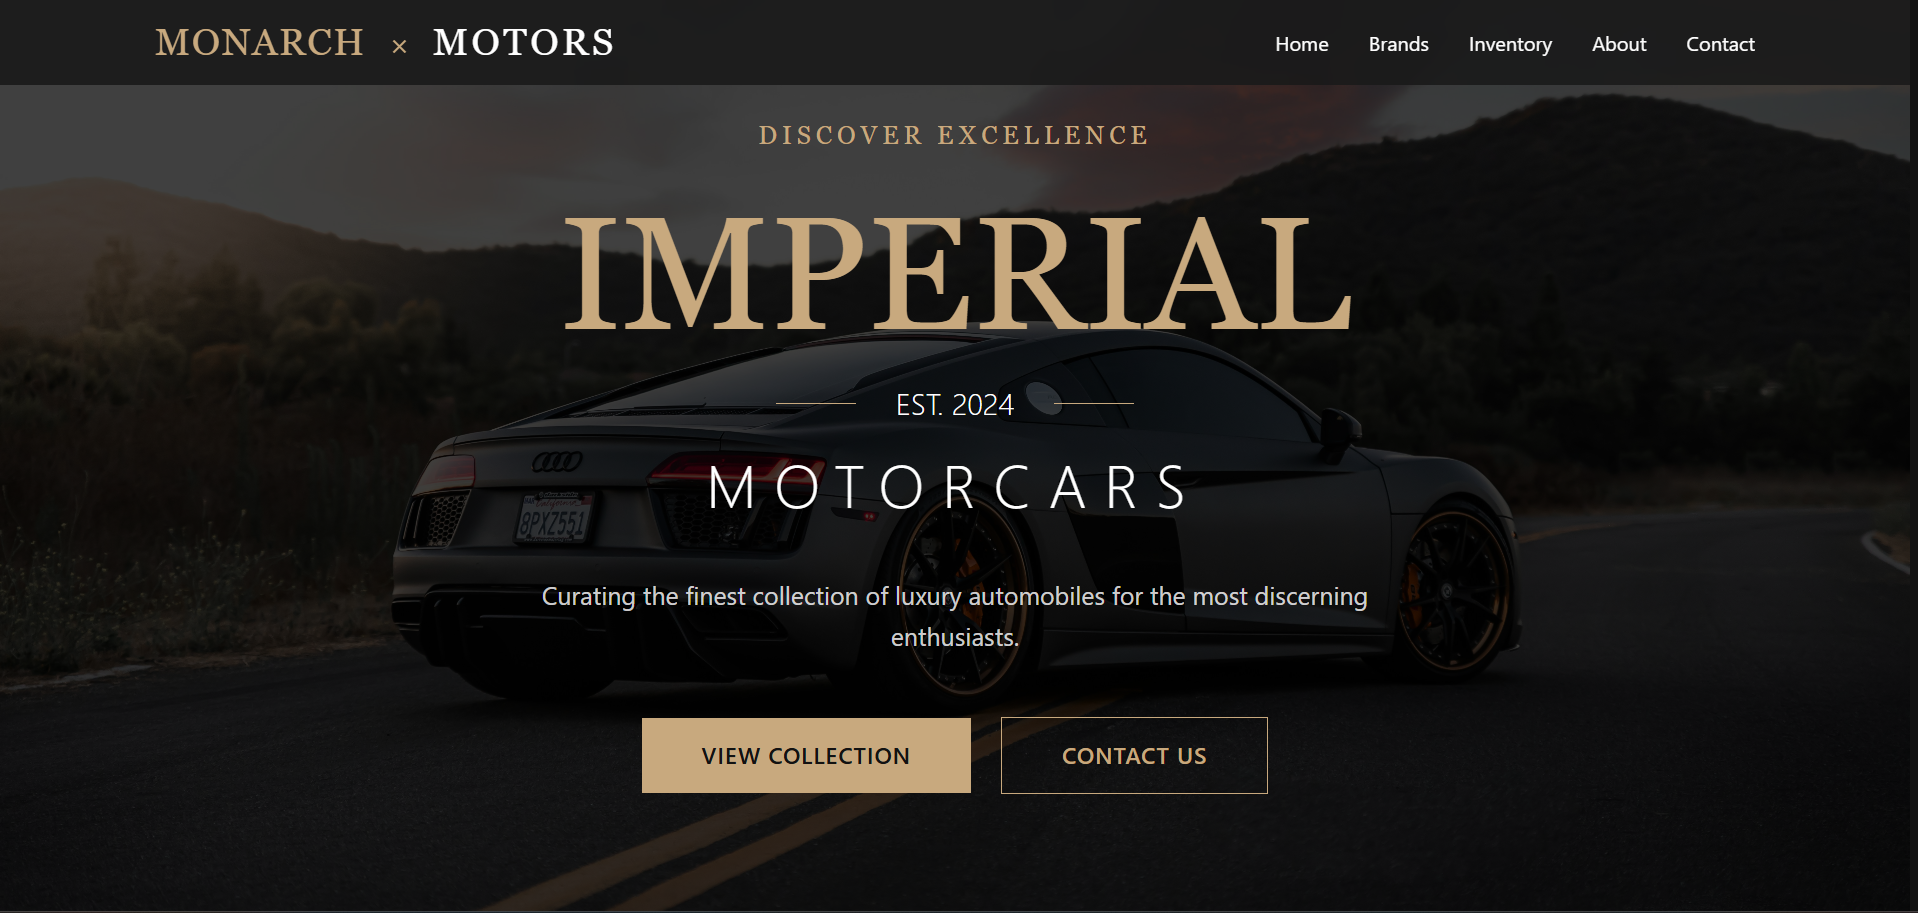 MONARCH × MOTORS
Home Brands Inventory About Contact
DISCOVER EXCELLENCE
IMPERIAL
EST. 2024
MOTORCARS
8PXZ551
Curating the finest collection of luxury automobiles for the most discerning
enthusiasts.
VIEW COLLECTION
CONTACT US